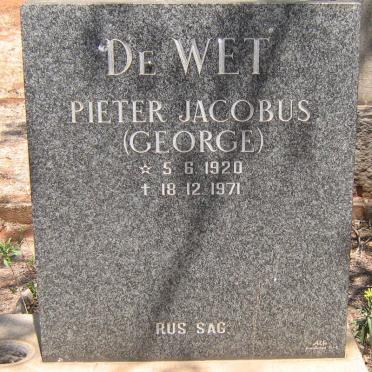 De WET
PIETER JACOBUS
(GEORGE)
☆ 5 6 1920
† 18.12.1971
RUS SAG